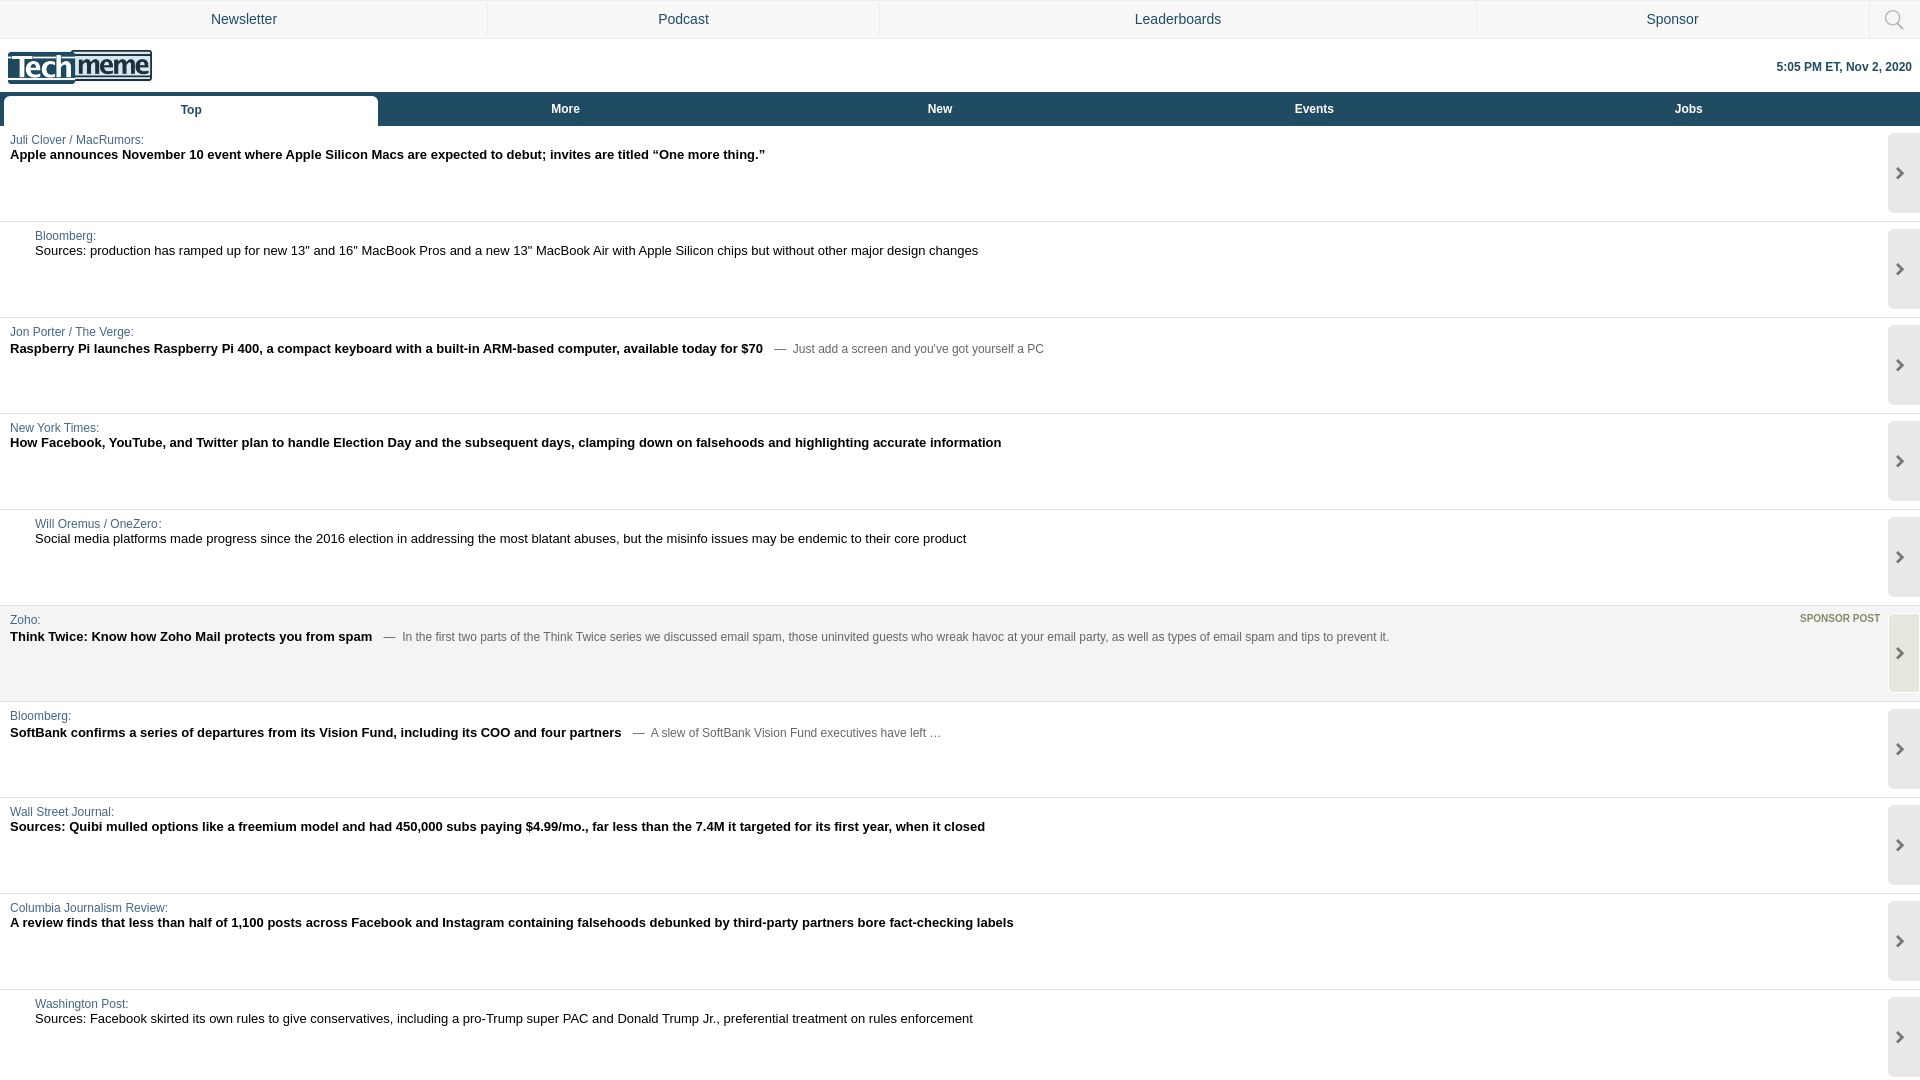 Newsletter
Podcast
Leaderboards
Sponsor
Techmeme
5:05 PM ET, Nov 2, 2020
Top
More
New
Events
Jobs
Juli Clover / MacRumors:
Apple announces November 10 event where Apple Silicon Macs are expected to debut; invites are titled “One more thing.”
Bloomberg:
Sources: production has ramped up for new 13" and 16" MacBook Pros and a new 13" MacBook Air with Apple Silicon chips but without other major design changes
Jon Porter / The Verge:
Raspberry Pi launches Raspberry Pi 400, a compact keyboard with a built-in ARM-based computer, available today for $70 — Just add a screen and you've got yourself a PC
New York Times:
How Facebook, YouTube, and Twitter plan to handle Election Day and the subsequent days, clamping down on falsehoods and highlighting accurate information
Will Oremus / OneZero:
Social media platforms made progress since the 2016 election in addressing the most blatant abuses, but the misinfo issues may be endemic to their core product
Zoho:
SPONSOR POST
Think Twice: Know how Zoho Mail protects you from spam — In the first two parts of the Think Twice series we discussed email spam, those uninvited guests who wreak havoc at your email party, as well as types of email spam and tips to prevent it.
Bloomberg:
SoftBank confirms a series of departures from its Vision Fund, including its COO and four partners — A slew of SoftBank Vision Fund executives have left …
Wall Street Journal:
Sources: Quibi mulled options like a freemium model and had 450,000 subs paying $4.99/mo., far less than the 7.4M it targeted for its first year, when it closed
Columbia Journalism Review:
A review finds that less than half of 1,100 posts across Facebook and Instagram containing falsehoods debunked by third-party partners bore fact-checking labels
Washington Post:
Sources: Facebook skirted its own rules to give conservatives, including a pro-Trump super PAC and Donald Trump Jr., preferential treatment on rules enforcement